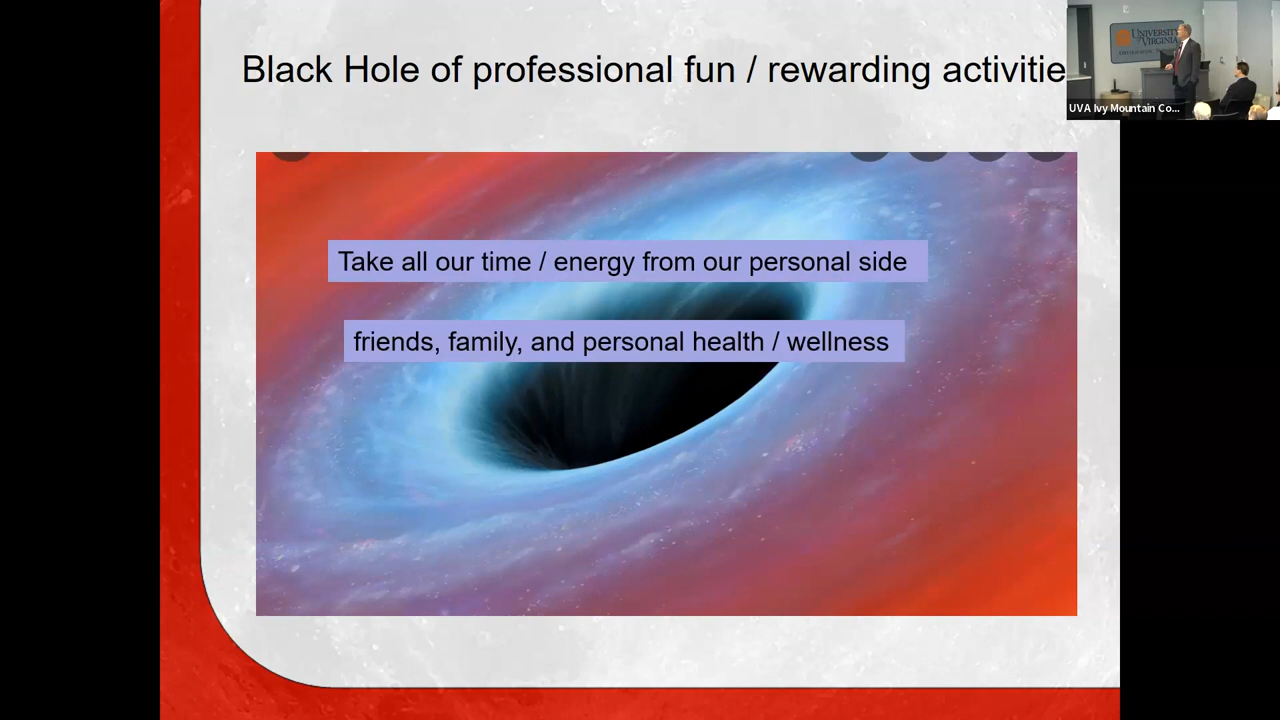 Black Hole of professional fun / rewarding activitie
Take all our time / energy from our personal side
friends, family, and personal health / wellness
UNIVERSITY
of VIRGINIA
UVA Ivy Mountain Co...